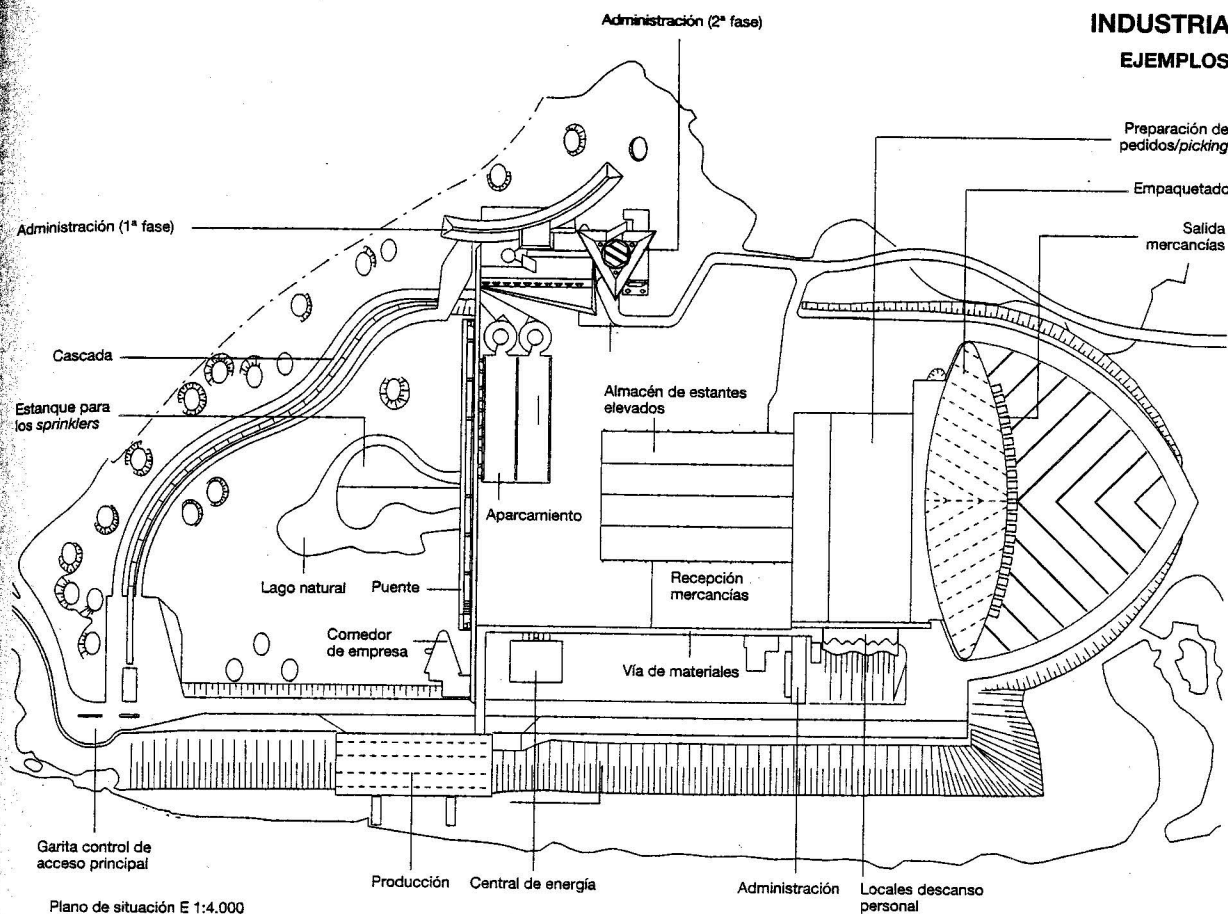 Administración (2ª fase)
INDUSTRIA
EJEMPLOS
Preparación de
pedidos/picking
Empaquetado
Salida
mercancías
Administración (1ª fase)
Cascada
Estanque para
los sprinklers
Almacén de estantes
elevados
Aparcamiento
Lago natural
Puente
Recepción
mercancías
Comedor
de empresa
Vía de materiales
Garita control de
acceso principal
Producción
Central de energía
Administración
Locales descanso
personal
Plano de situación E 1:4.000